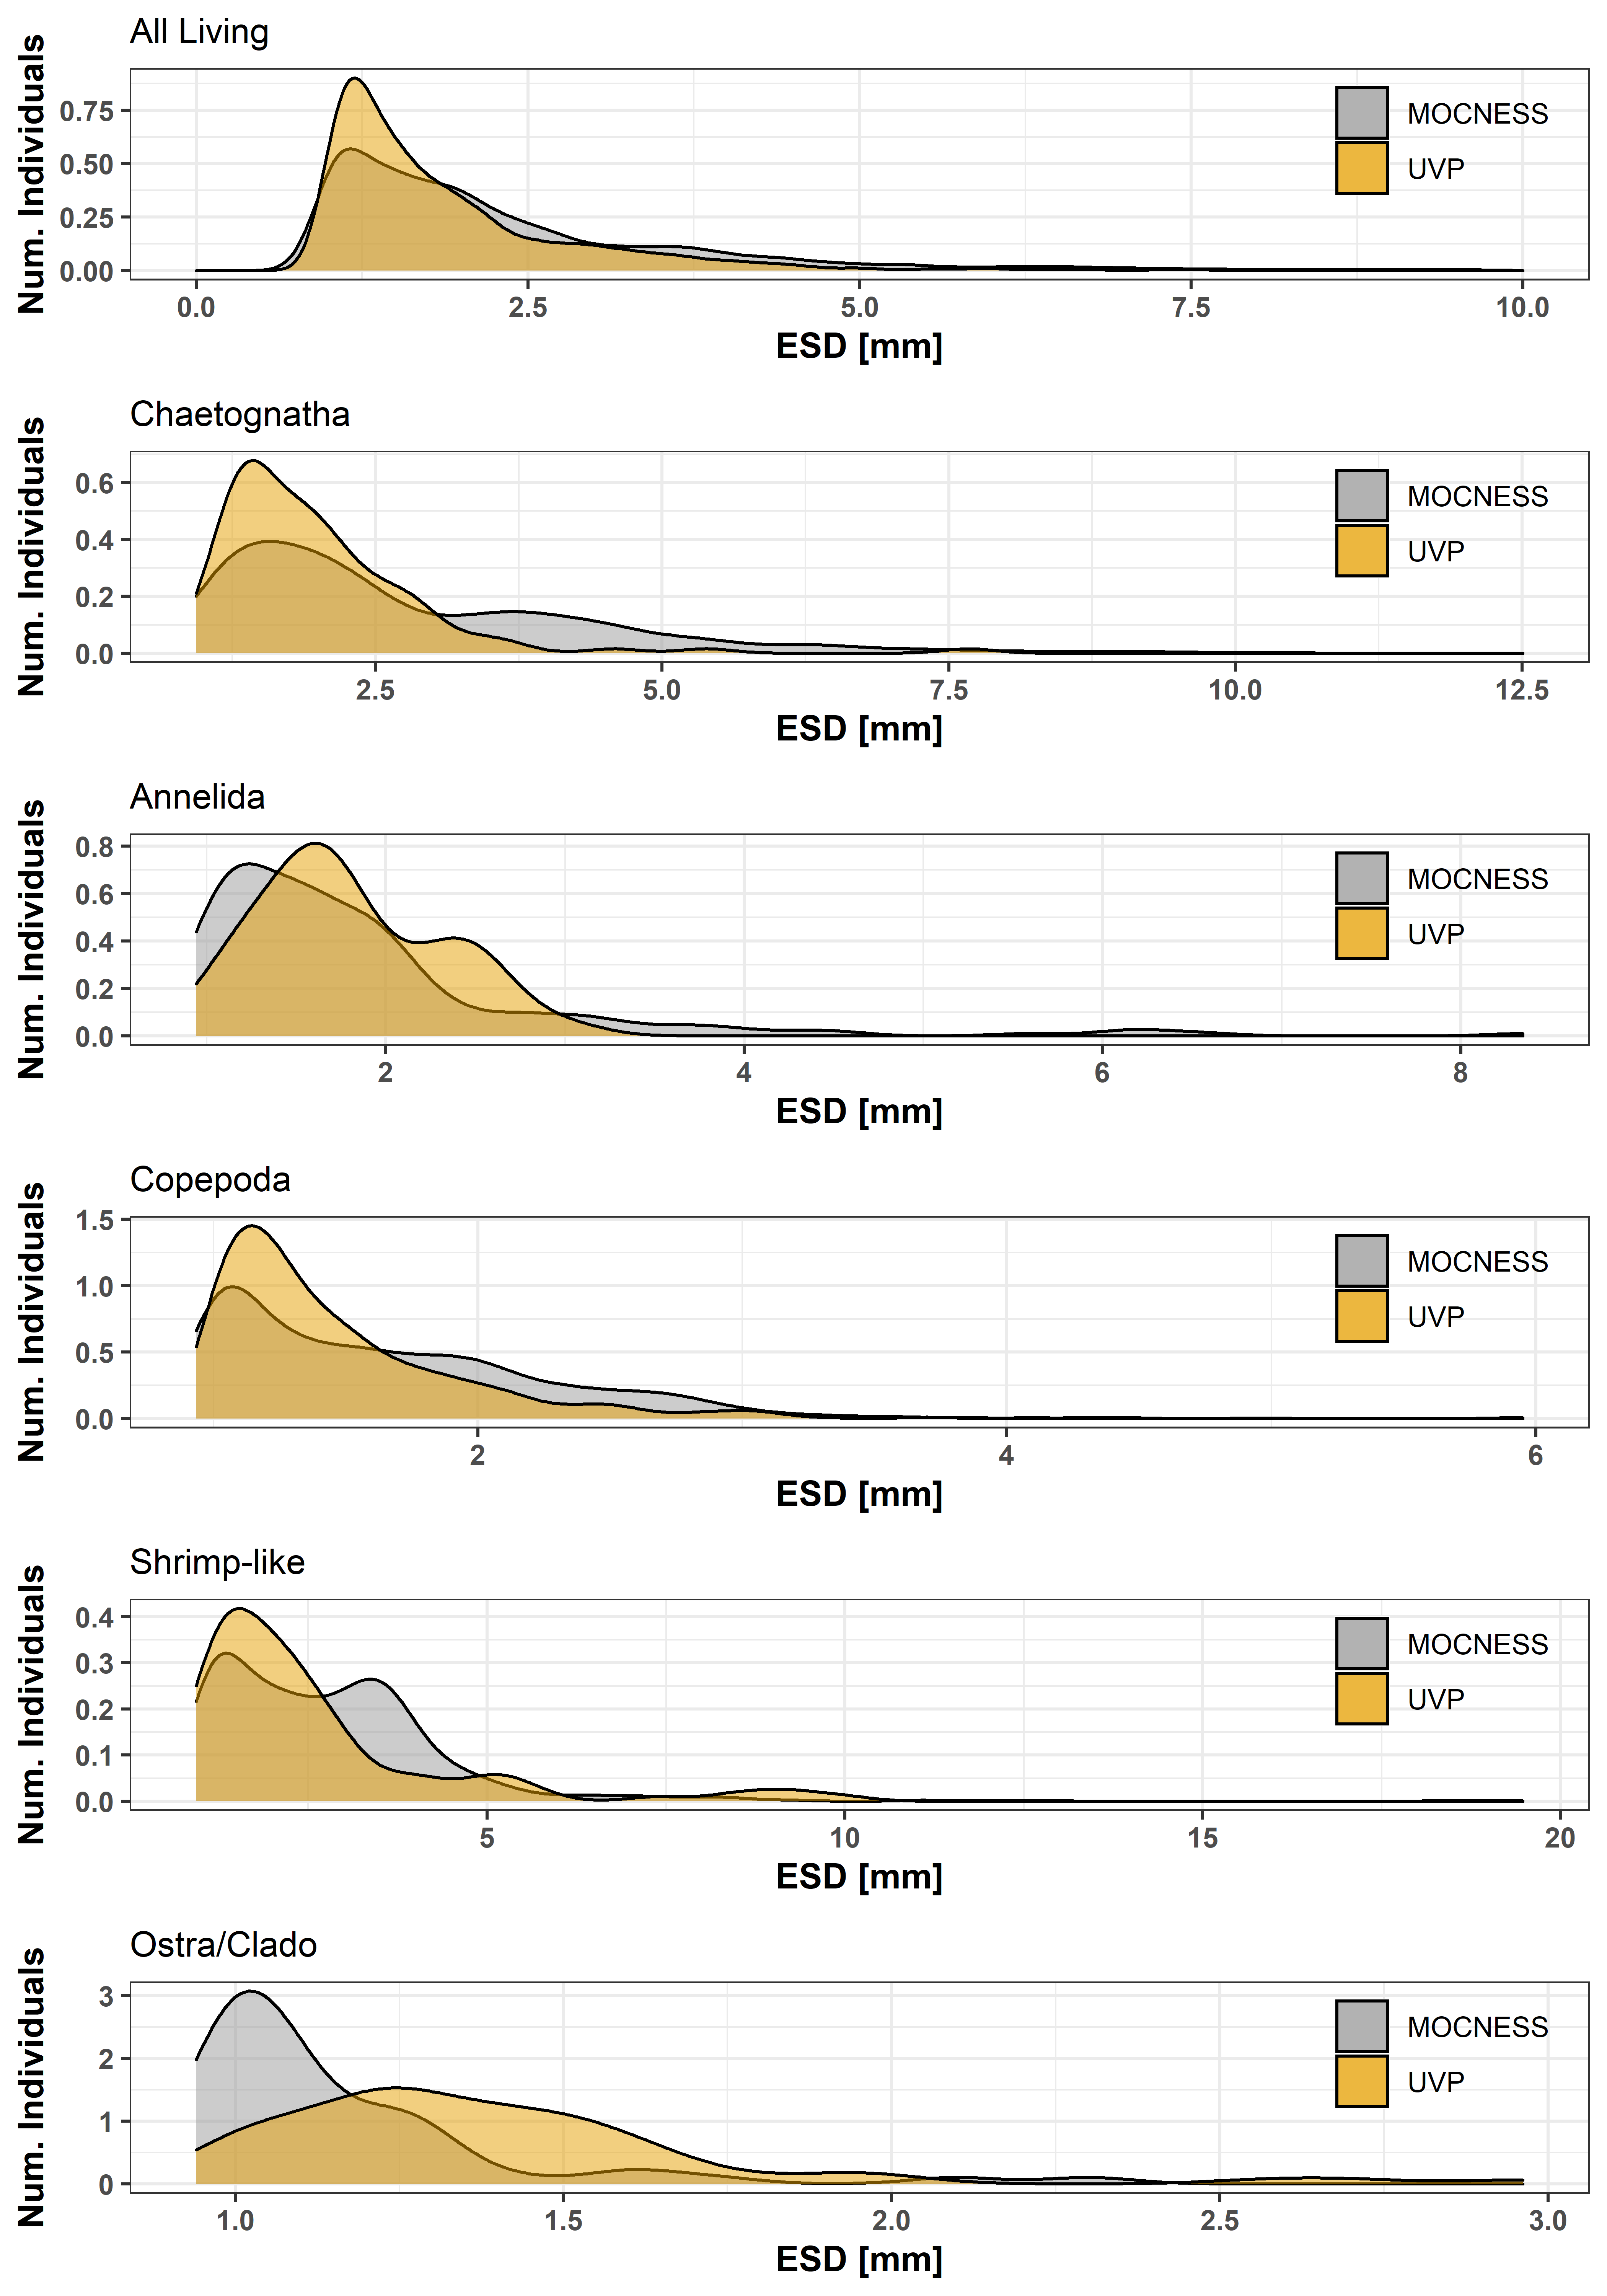 All Living
Num. Individuals
0.75
0.50
0.25
0.00
MOCNESS
UVP
0.0 2.5 5.0 7.5 10.0
ESD [mm]
Chaetognatha
Num. Individuals
0.6
0.4
0.2
0.0
MOCNESS
UVP
2.5 5.0 7.5 10.0 12.5
ESD [mm]
Annelida
Num. Individuals
0.8
0.6
0.4
0.2
0.0
MOCNESS
UVP
2 4 6 8
ESD [mm]
Copepoda
Num. Individuals
1.5
1.0
0.5
0.0
MOCNESS
UVP
2 4 6
ESD [mm]
Shrimp-like
Num. Individuals
0.4
0.3
0.2
0.1
0.0
MOCNESS
UVP
5 10 15 20
ESD [mm]
Ostra/Clado
Num. Individuals
3
2
1
0
MOCNESS
UVP
1.0 1.5 2.0 2.5 3.0
ESD [mm]